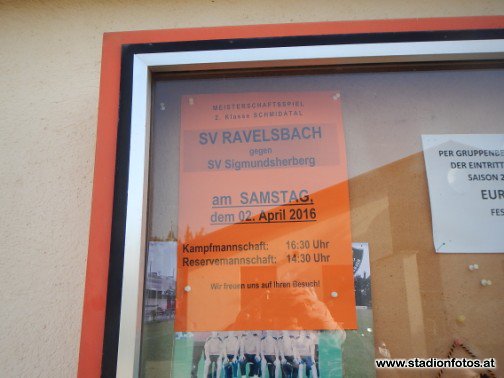 MEISTERSCHAFTSSPIEL
2. Klasse SCHMIDATAL
SV RAVELSBACH
gegen
SV Sigmundsherberg
am SAMSTAG,
dem 02. April 2016
Kampfmannschaft: 16:30 Uhr
Reservemannschaft: 14:30 Uhr
Wir freuen uns auf Ihren Besuch!
PER GRUPPENBE
DER EINTRITT
SAISON 2
EUR
FES
www.stadionfotos.at